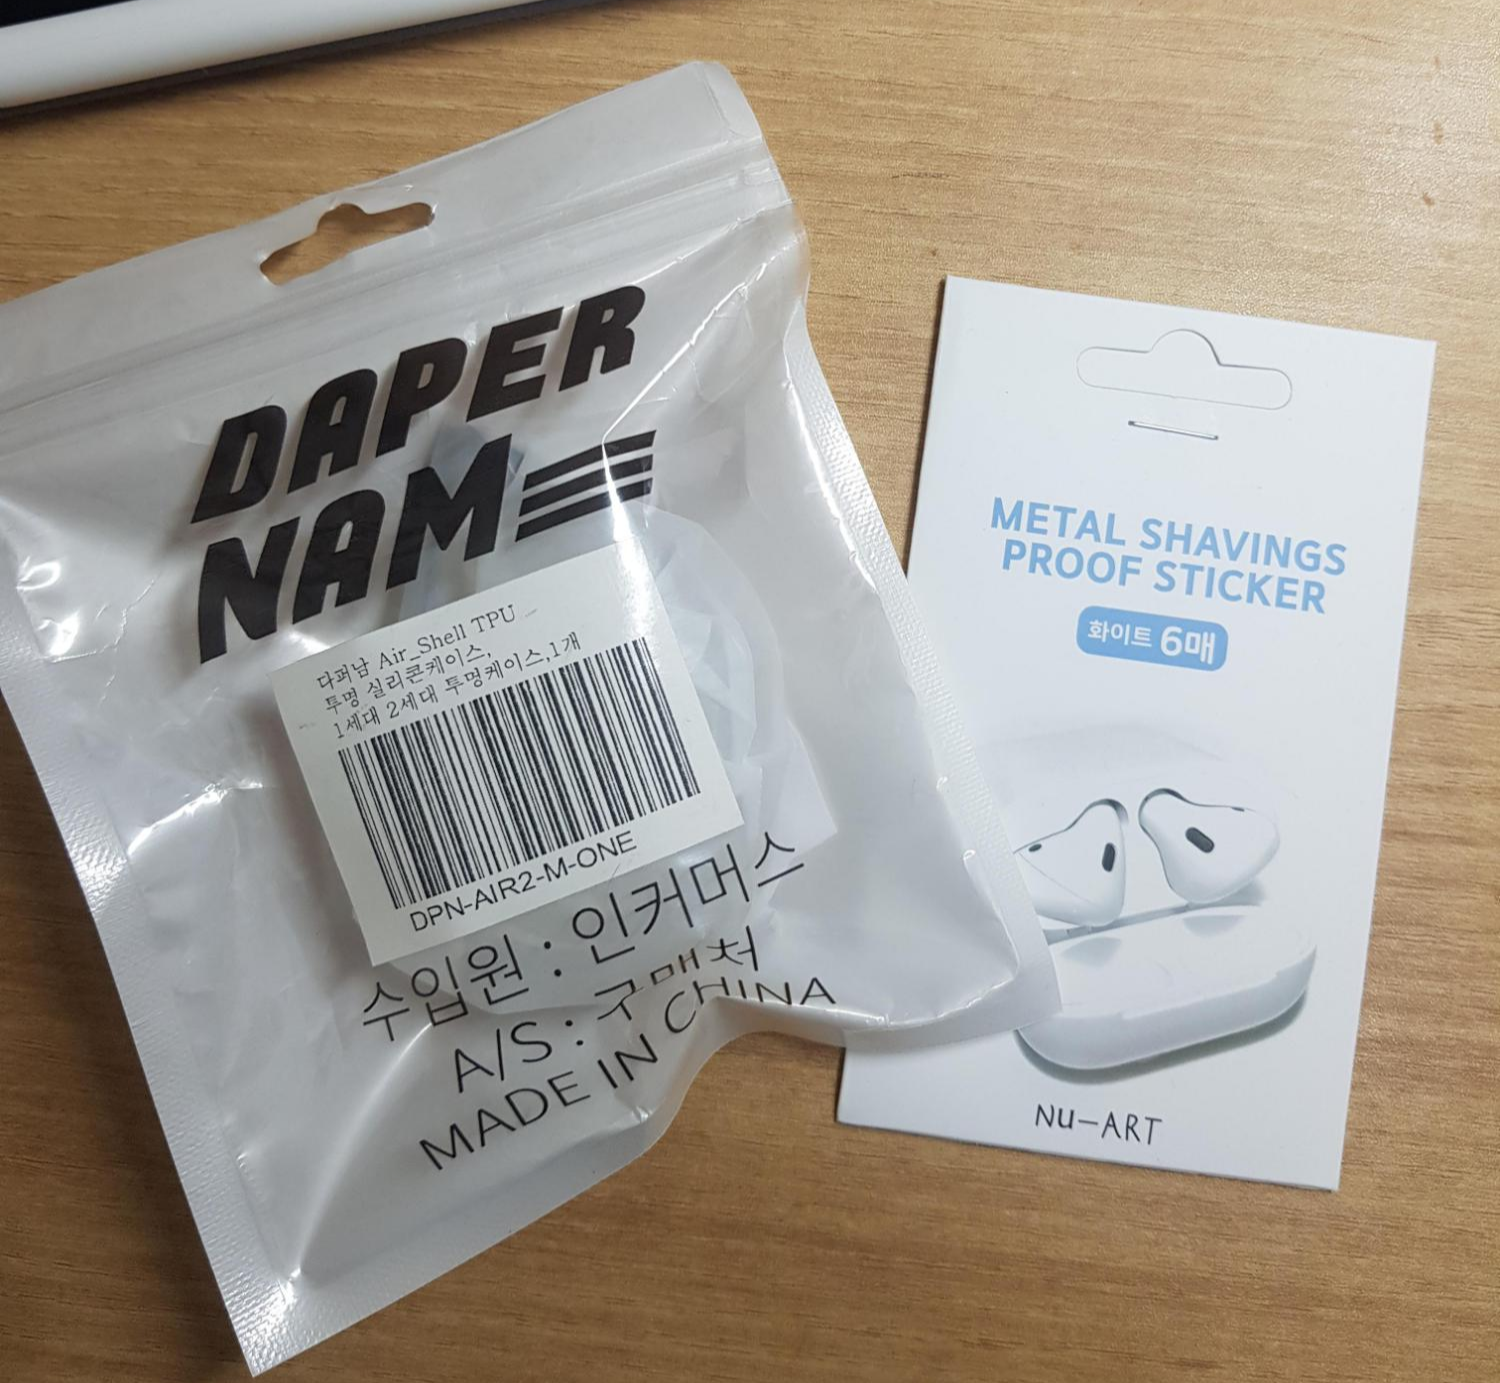 DAPER
NAM
다퍼남 Air_Shell TPU
투명 실리콘케이스,
1세대 2세대 투명케이스,1개
DPN-AIR2-M-ONE
수입원 : 인커머스
A/S : 구매처
MADE IN CHINA
METAL SHAVINGS
PROOF STICKER
화이트 6매
NU-ART